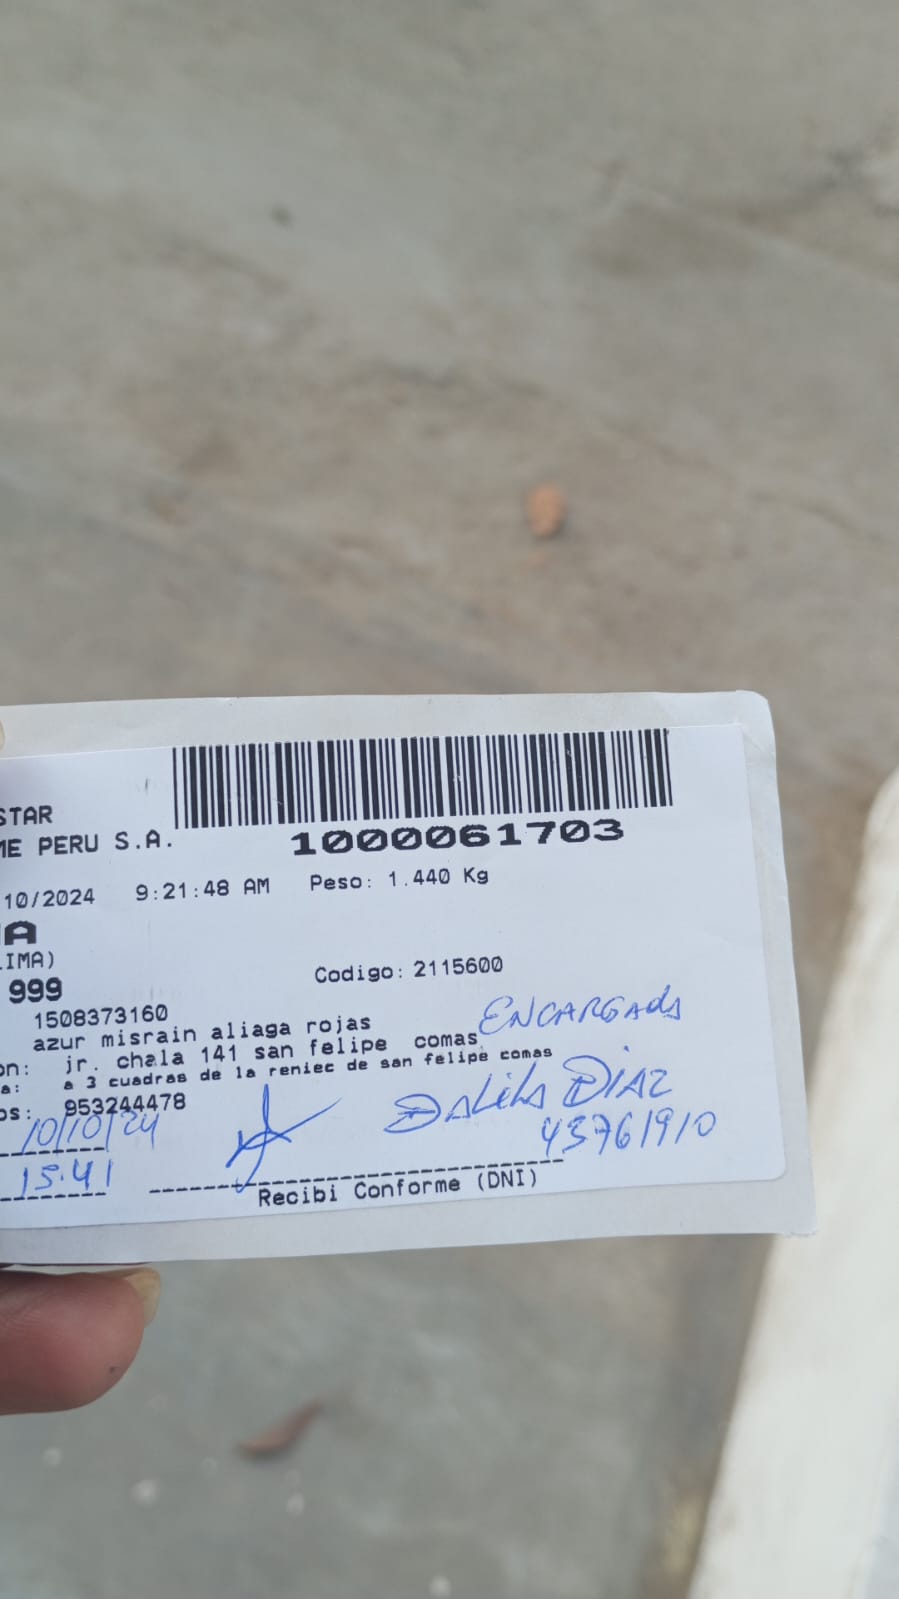 STAR
ME PERU S.A.
1000061703
10/2024 9:21:48 AM Peso: 1.440 Kg
A
LIMA)
Codigo: 2115600
999
1508373160
azur misrain aliaga rojas
ENCARGADA
on: jr. chala 141 san felipe comas
a: a 3 cuadras de la reniec de san felipe comas
os: 953244478
Dalila DIAZ
10/10/24
43761910
15:41
Recibi Conforme (DNI)